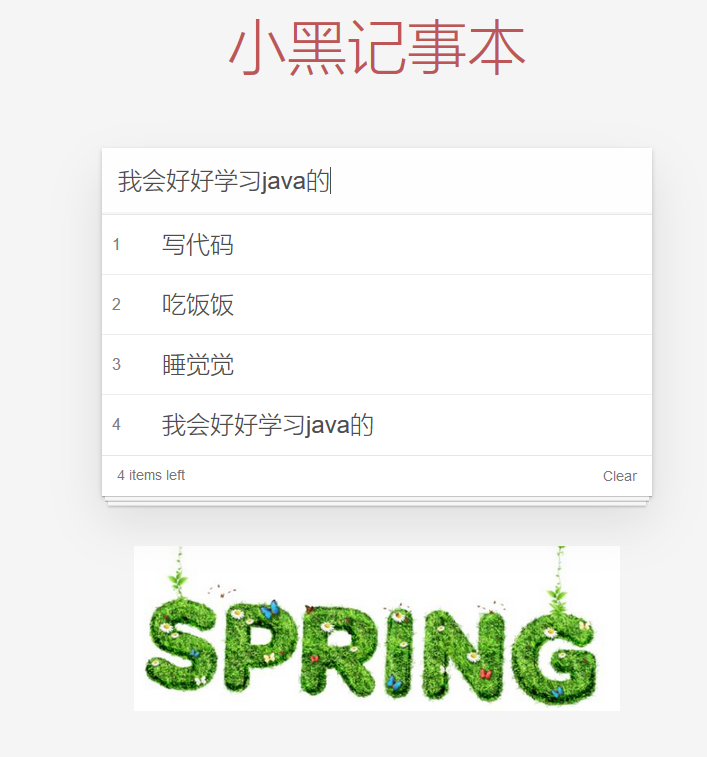 小黑记事本
我会好好学习java的
1 写代码
2 吃饭饭
3 睡觉觉
4 我会好好学习java的
4 items left Clear
SPRING